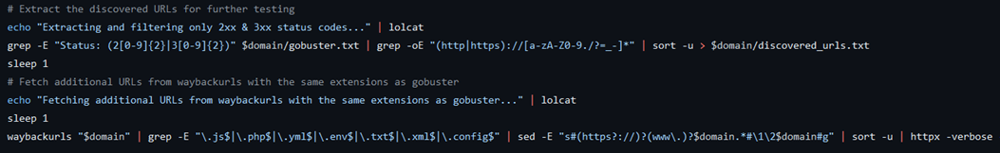 # Extract the discovered URLs for further testing
echo "Extracting and filtering only 2xx & 3xx status codes..." | lolcat
grep -E "Status: (2[0-9]{2}|3[0-9]{2})" $domain/gobuster.txt | grep -oE "(http|https)://[a-zA-Z0-9./?=_-]*" | sort -u > $domain/discovered_urls.txt
sleep 1
# Fetch additional URLs from waybackurls with the same extensions as gobuster
echo "Fetching additional URLs from waybackurls with the same extensions as gobuster..." | lolcat
sleep 1
waybackurls "$domain" | grep -E "\.js$|\.php$|\.yml$|\.env$|\.txt$|\.xml$|\.config$" | sed -E "s#(https?://)?(www\.)?$domain.*#\1\2$domain#g" | sort -u | httpx -verbose